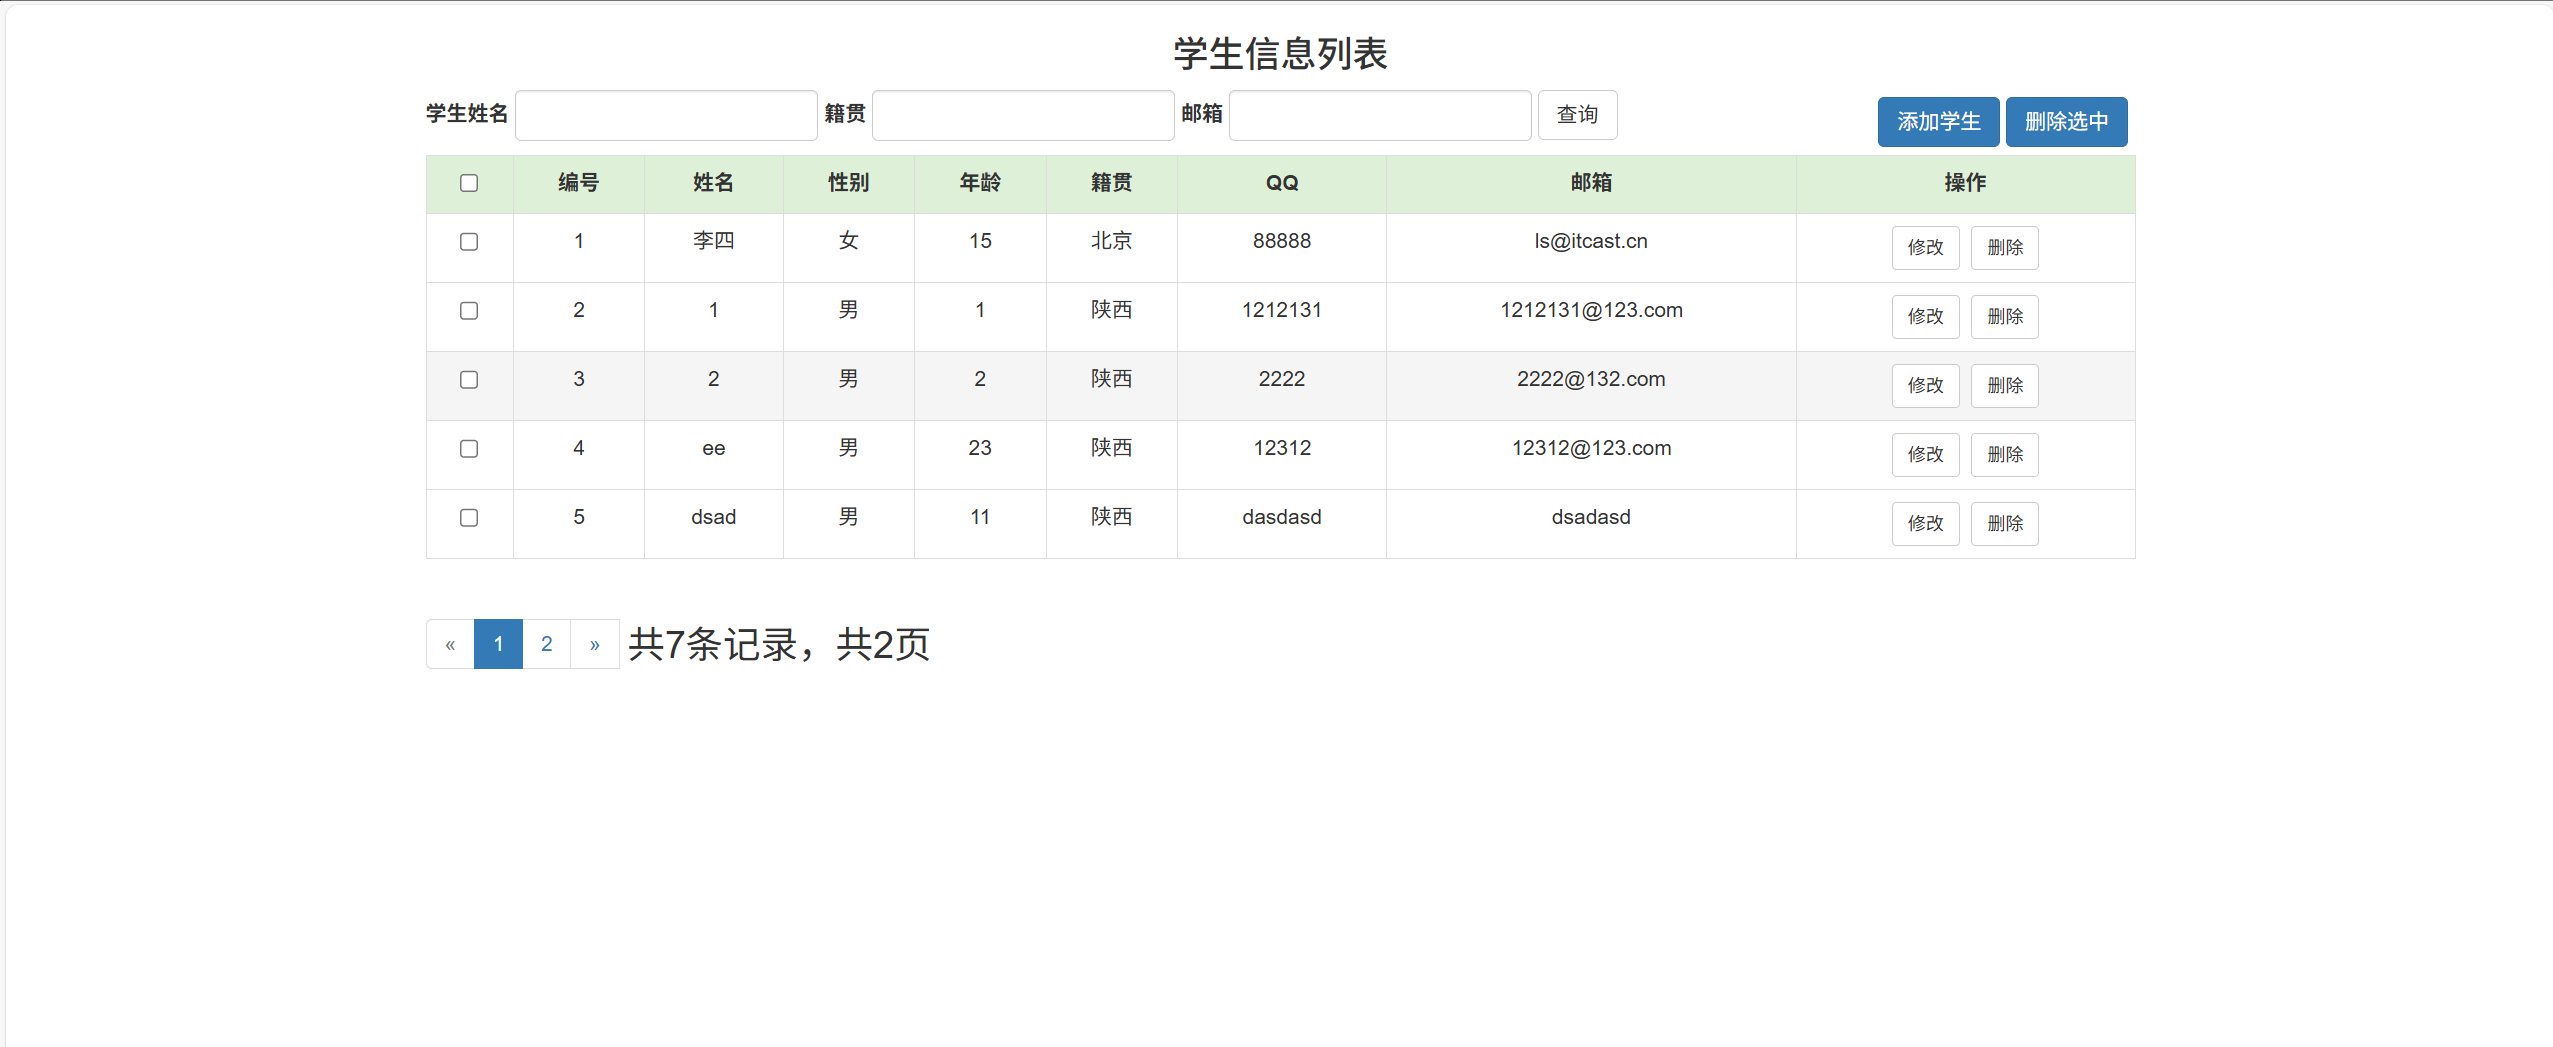 学生信息列表
学生姓名 籍贯 邮箱 查询 添加学生 删除选中
编号 姓名 性别 年龄 籍贯 QQ 邮箱 操作
1 李四 女 15 北京 88888 ls@itcast.cn 修改 删除
2 1 男 1 陕西 1212131 1212131@123.com 修改 删除
3 2 男 2 陕西 2222 2222@132.com 修改 删除
4 ee 男 23 陕西 12312 12312@123.com 修改 删除
5 dsad 男 11 陕西 dasdasd dsadasd 修改 删除
« 1 2 » 共7条记录，共2页